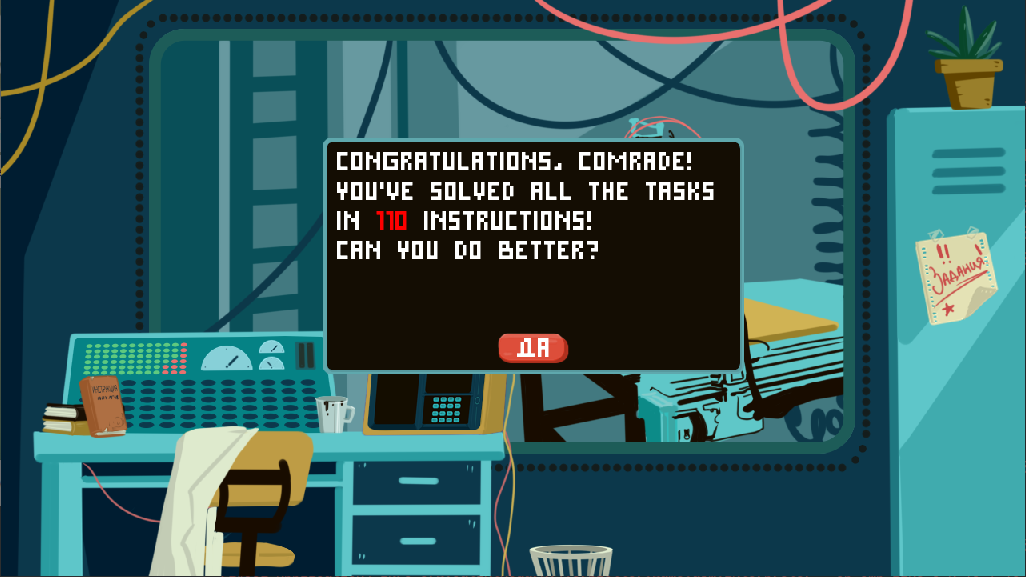 CONGRATULATIONS, COMRADE!
YOU'VE SOLVED ALL THE TASKS
IN 110 INSTRUCTIONS!
CAN YOU DO BETTER?
ДА
!! !
ЗАДАНИЯ